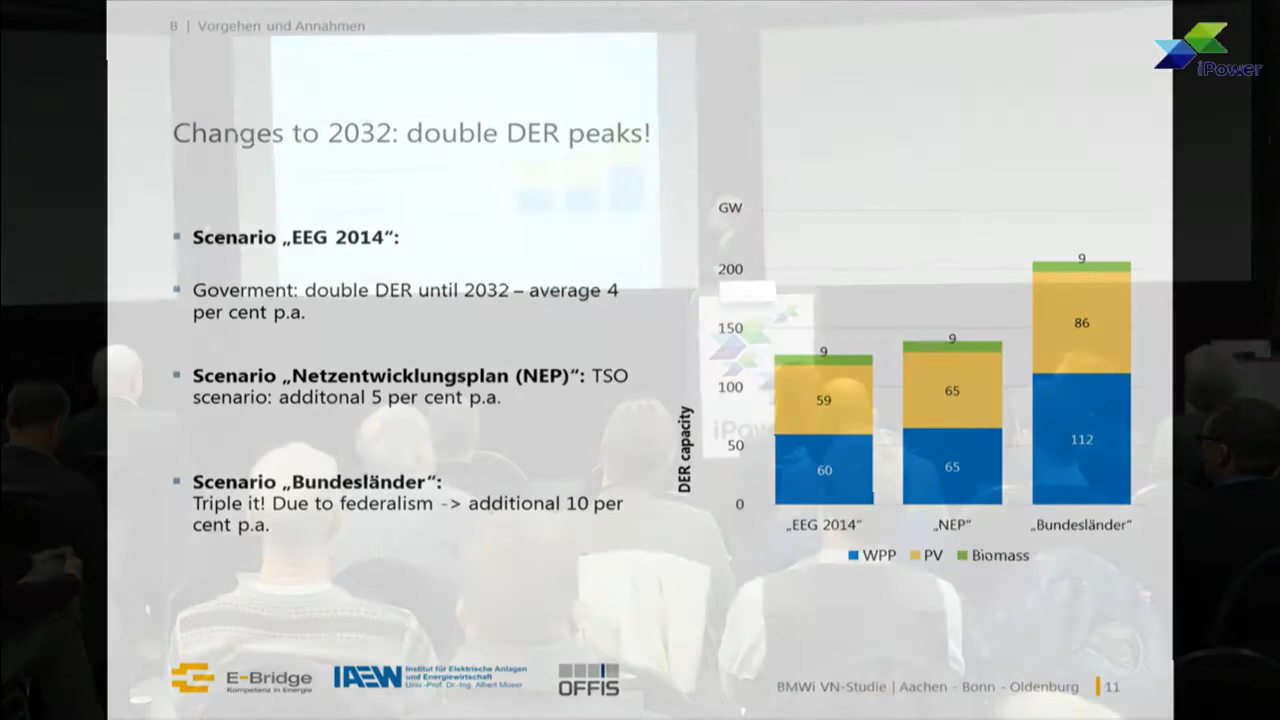 B | Vorgehen und Annahmen
iPower
Changes to 2032: double DER peaks!
Scenario „EEG 2014“:
Goverment: double DER until 2032 – average 4
per cent p.a.
Scenario „Netzentwicklungsplan (NEP)“: TSO
scenario: additonal 5 per cent p.a.
Scenario „Bundesländer“:
Triple it! Due to federalism -> additional 10 per
cent p.a.
GW
200
150
100
50
0
DER capacity
9
59
60
9
65
65
9
86
112
„EEG 2014“
„NEP“
„Bundesländer“
WPP
PV
Biomass
iPow
E-Bridge
Kompetenz in Energie
IAEW
Institut für Elektrische Anlagen
und Energiewirtschaft
Univ.-Prof. Dr.-Ing. Albert Moser
OFFIS
BMWi VN-Studie | Aachen - Bonn - Oldenburg
11